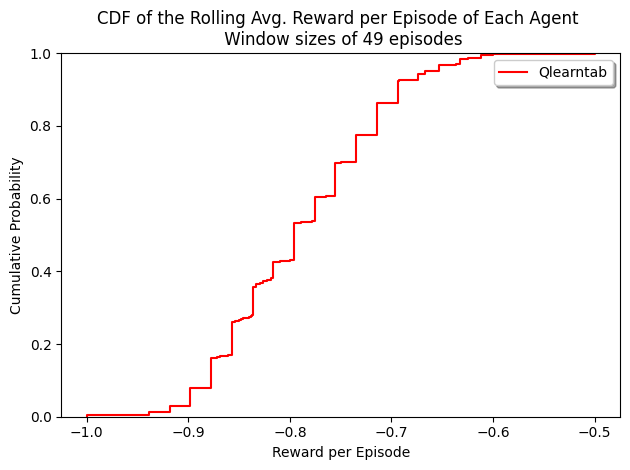 CDF of the Rolling Avg. Reward per Episode of Each Agent
Window sizes of 49 episodes
Qlearntab
Cumulative Probability
1.0
0.8
0.6
0.4
0.2
0.0
−1.0 −0.9 −0.8 −0.7 −0.6 −0.5
Reward per Episode